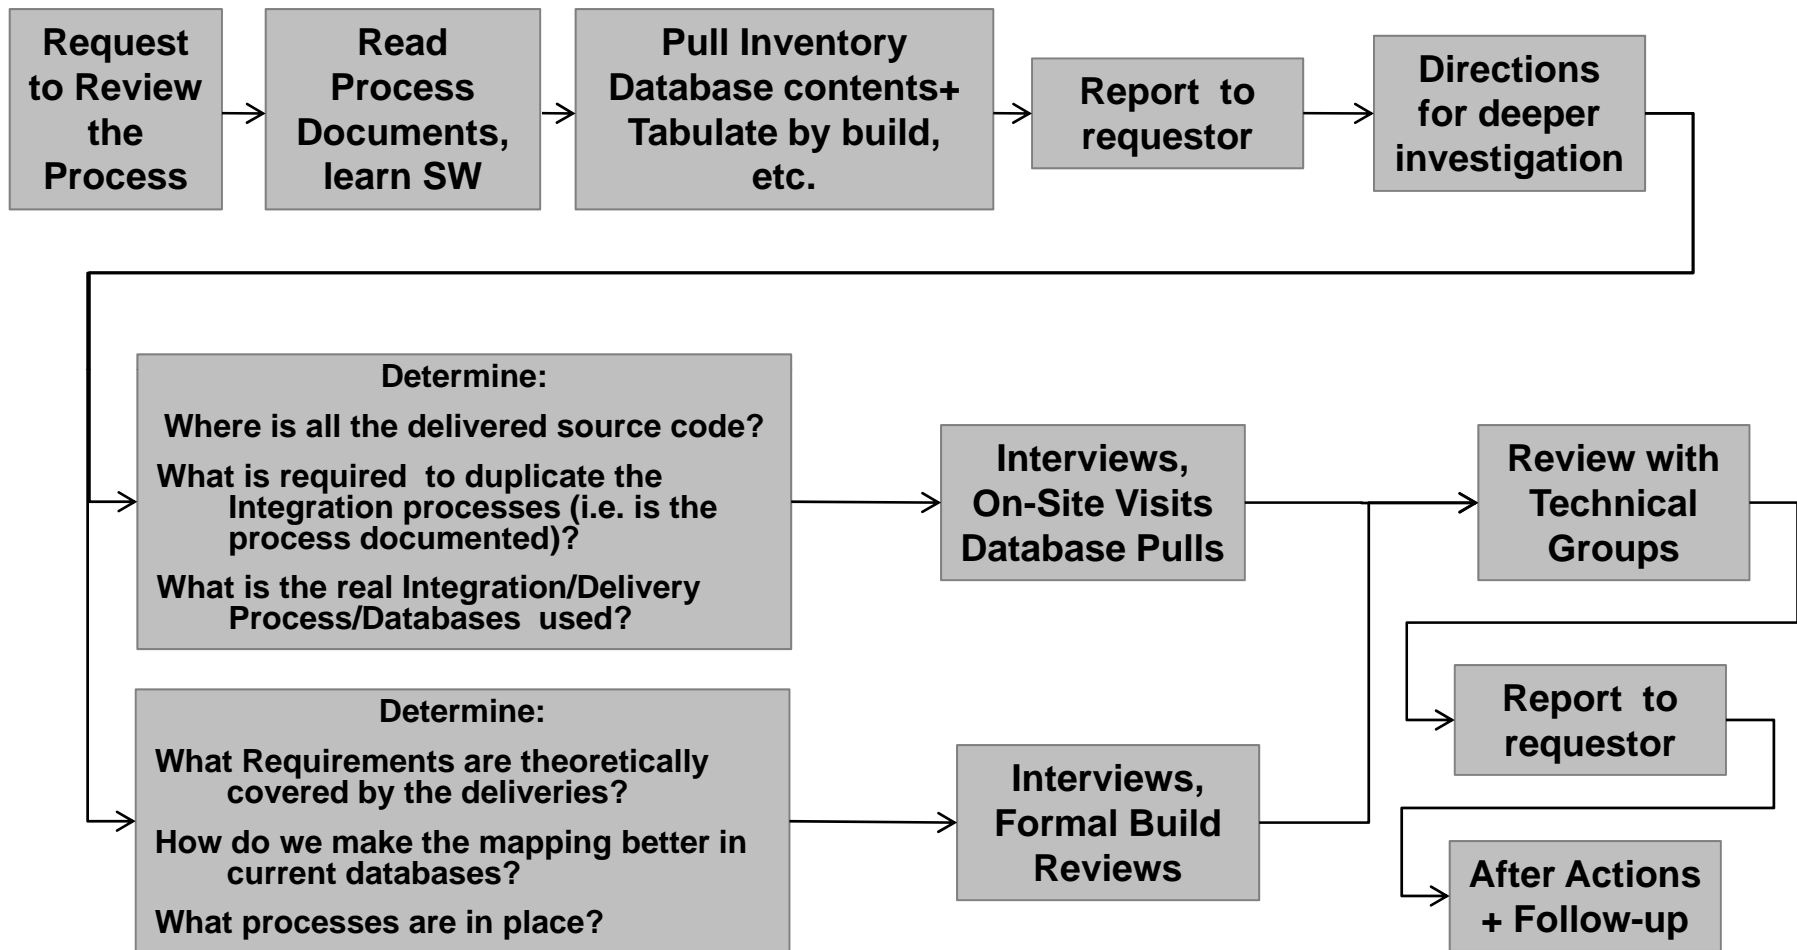 Request
to Review
the
Process
Read
Process
Documents,
learn SW
Pull Inventory
Database contents+
Tabulate by build,
etc.
Report to
requestor
Directions
for deeper
investigation
Determine:
Where is all the delivered source code?
What is required to duplicate the
Integration processes (i.e. is the
process documented)?
What is the real Integration/Delivery
Process/Databases used?
Interviews,
On-Site Visits
Database Pulls
Review with
Technical
Groups
Determine:
What Requirements are theoretically
covered by the deliveries?
How do we make the mapping better in
current databases?
What processes are in place?
Interviews,
Formal Build
Reviews
Report to
requestor
After Actions
+ Follow-up